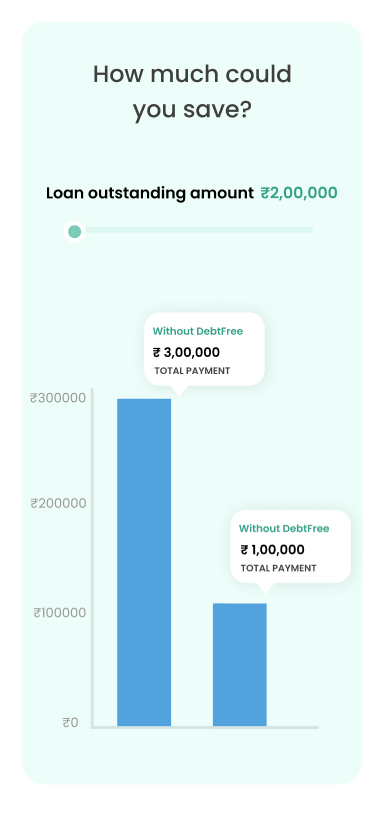 How much could
you save?
Loan outstanding amount ₹2,00,000
Without DebtFree
₹ 3,00,000
TOTAL PAYMENT
₹300000
₹200000
Without DebtFree
₹ 1,00,000
TOTAL PAYMENT
₹100000
₹0